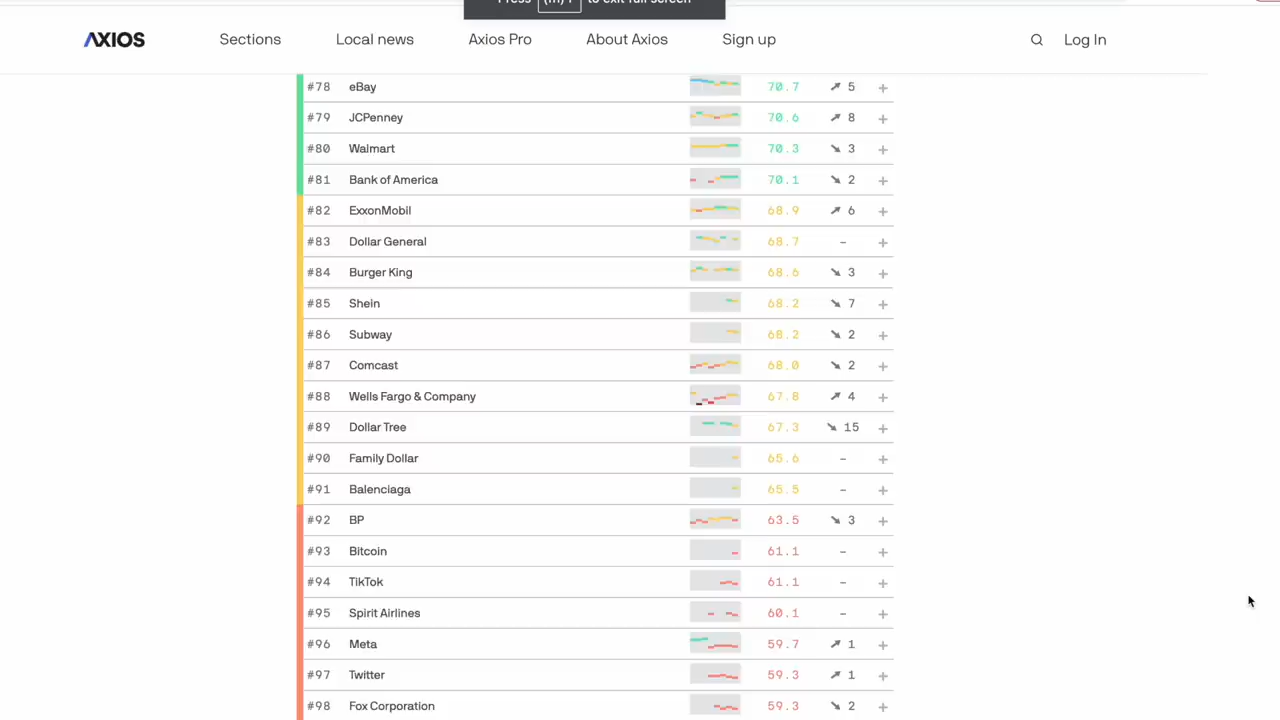 Press (m) F to exit full screen
AXIOS Sections Local news Axios Pro About Axios Sign up Log In
#78 eBay 70.7 ↗ 5 +
#79 JCPenney 70.6 ↗ 8 +
#80 Walmart 70.3 ↘ 3 +
#81 Bank of America 70.1 ↘ 2 +
#82 ExxonMobil 68.9 ↗ 6 +
#83 Dollar General 68.7 – +
#84 Burger King 68.6 ↘ 3 +
#85 Shein 68.2 ↘ 7 +
#86 Subway 68.2 ↘ 2 +
#87 Comcast 68.0 ↘ 2 +
#88 Wells Fargo & Company 67.8 ↗ 4 +
#89 Dollar Tree 67.3 ↘ 15 +
#90 Family Dollar 65.6 – +
#91 Balenciaga 65.5 – +
#92 BP 63.5 ↘ 3 +
#93 Bitcoin 61.1 – +
#94 TikTok 61.1 – +
#95 Spirit Airlines 60.1 – +
#96 Meta 59.7 ↗ 1 +
#97 Twitter 59.3 ↗ 1 +
#98 Fox Corporation 59.3 ↘ 2 +